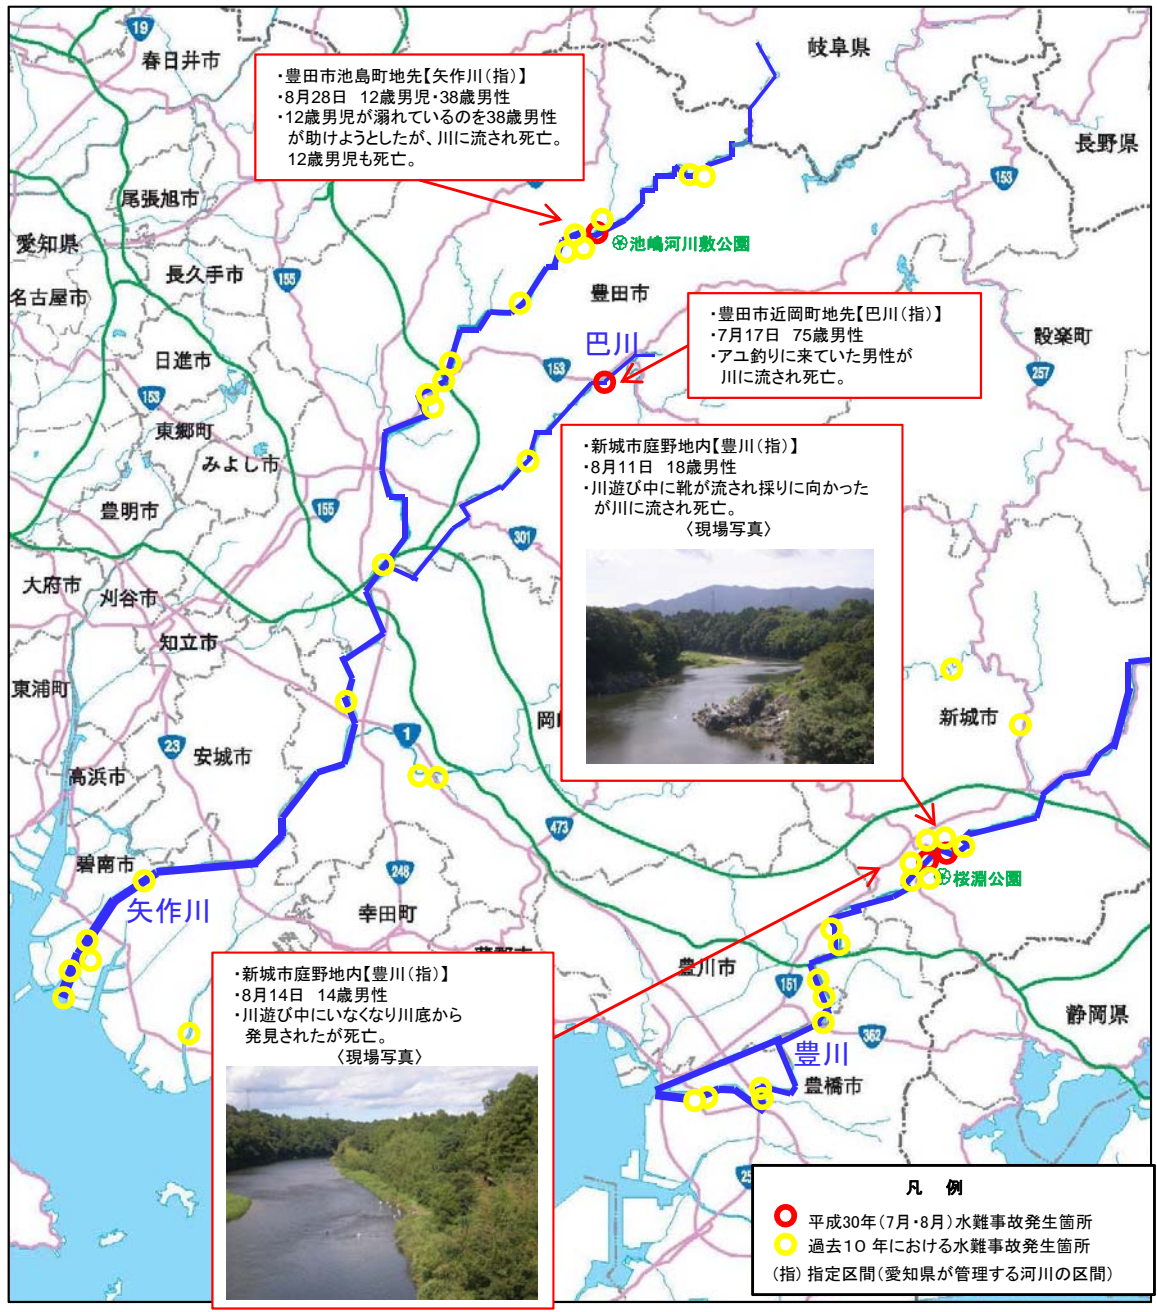 19
春日井市
岐阜県
・豊田市池島町地先【矢作川(指)】
・8月28日 12歳男児・38歳男性
・12歳男児が溺れているのを38歳男性
が助けようとしたが、川に流され死亡。
12歳男児も死亡。
長野県
153
尾張旭市
愛知県
池嶋河川敷公園
長久手市
155
名古屋市
豊田市
・豊田市近岡町地先【巴川(指)】
・7月17日 75歳男性
・アユ釣りに来ていた男性が
川に流され死亡。
設楽町
257
日進市
巴川
153
153
東郷町
みよし市
・新城市庭野地内【豊川(指)】
・8月11日 18歳男性
・川遊び中に靴が流され採りに向かった
が川に流され死亡。
〈現場写真〉
豊明市
155
301
大府市
刈谷市
知立市
東浦町
岡
新城市
1
23
安城市
高浜市
473
碧南市
248
桜淵公園
矢作川
幸田町
豊川市
151
・新城市庭野地内【豊川(指)】
・8月14日 14歳男性
・川遊び中にいなくなり川底から
発見されたが死亡。
〈現場写真〉
静岡県
362
豊川
豊橋市
凡 例
平成30年(7月・8月)水難事故発生箇所
過去10年における水難事故発生箇所
(指) 指定区間(愛知県が管理する河川の区間)